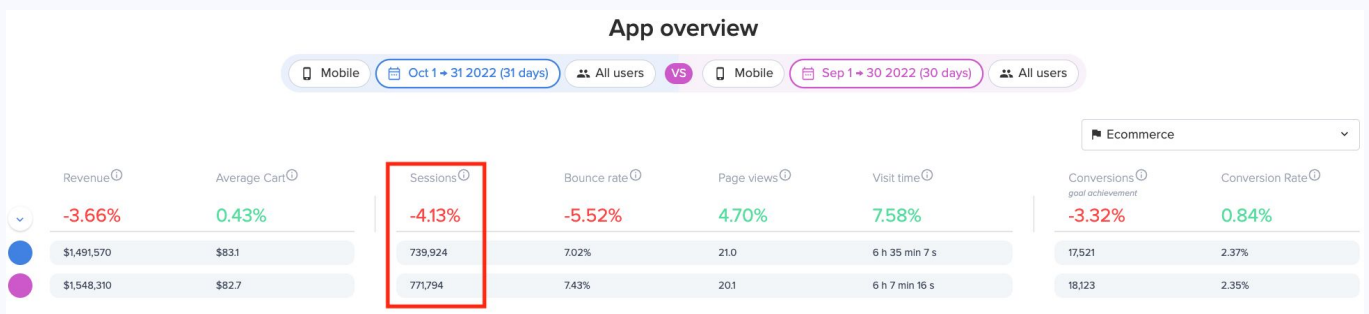 App overview
Mobile Oct 1 → 31 2022 (31 days) All users VS Mobile Sep 1 → 30 2022 (30 days) All users
Ecommerce
Revenue Average Cart Sessions Bounce rate Page views Visit time Conversions Conversion Rate
goal achievement
-3.66% 0.43% -4.13% -5.52% 4.70% 7.58% -3.32% 0.84%
$1,491,570 $83.1 739,924 7.02% 21.0 6 h 35 min 7 s 17,521 2.37%
$1,548,310 $82.7 771,794 7.43% 20.1 6 h 7 min 16 s 18,123 2.35%